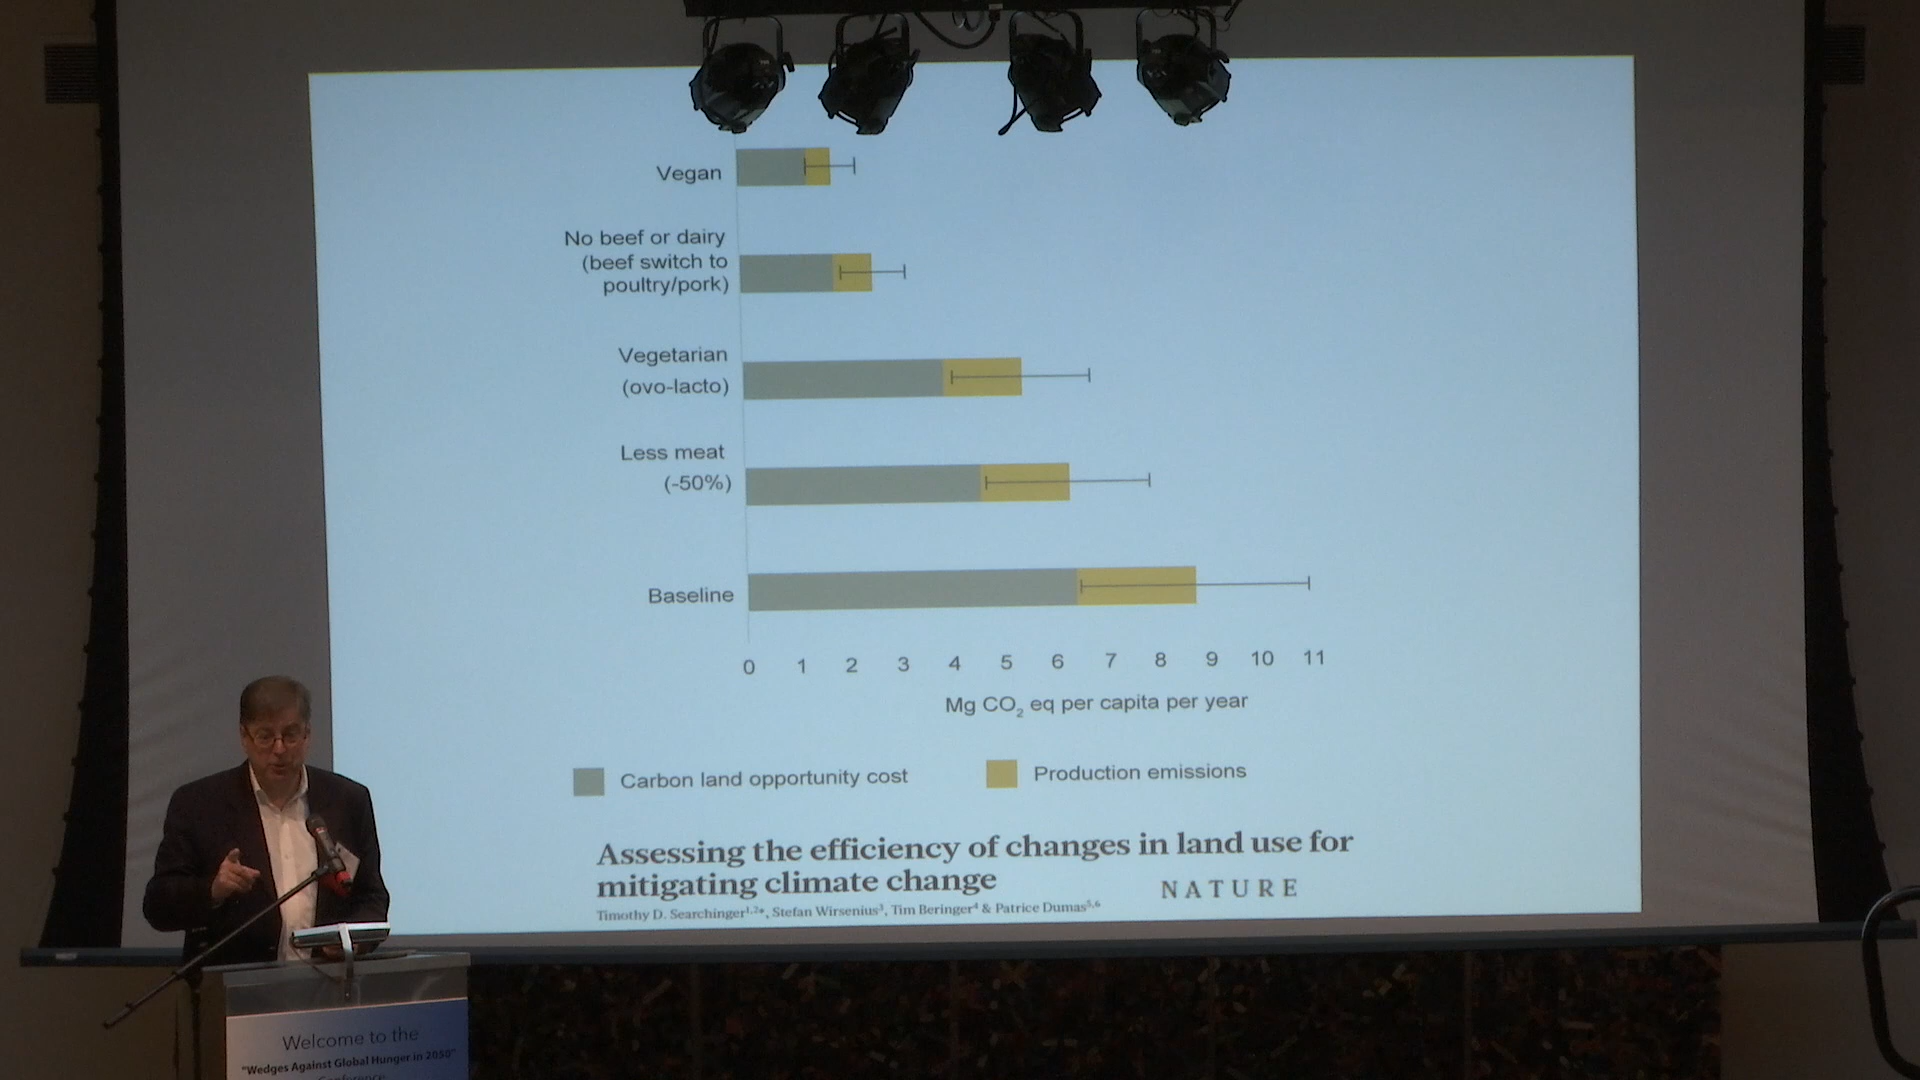 Vegan
No beef or dairy
(beef switch to
poultry/pork)
Vegetarian
(ovo-lacto)
Less meat
(-50%)
Baseline
0 1 2 3 4 5 6 7 8 9 10 11
Mg CO₂ eq per capita per year
Carbon land opportunity cost
Production emissions
Assessing the efficiency of changes in land use for
mitigating climate change
NATURE
Timothy D. Searchinger¹,²*, Stefan Wirsenius³, Tim Beringer⁴ & Patrice Dumas⁵,⁶
Welcome to the
"Wedges Against Global Hunger in 2050"
Conference